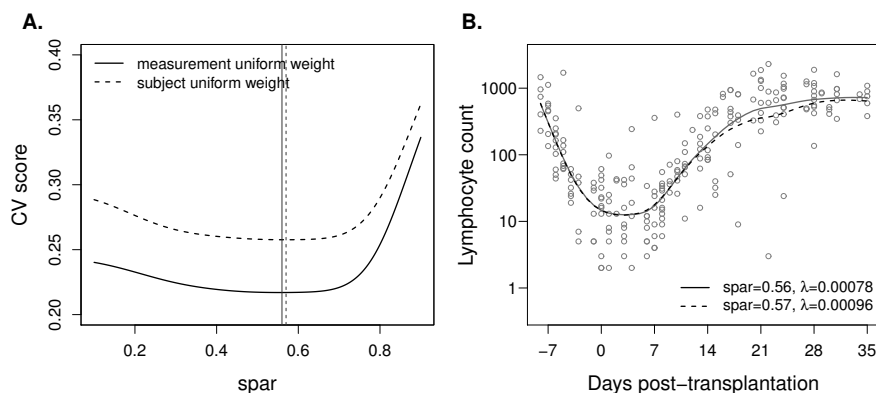 A.
CV score
0.40
0.35
0.30
0.25
0.20
measurement uniform weight
subject uniform weight
0.2 0.4 0.6 0.8
spar
B.
Lymphocyte count
1000
100
10
1
spar=0.56, λ=0.00078
spar=0.57, λ=0.00096
−7 0 7 14 21 28 35
Days post−transplantation